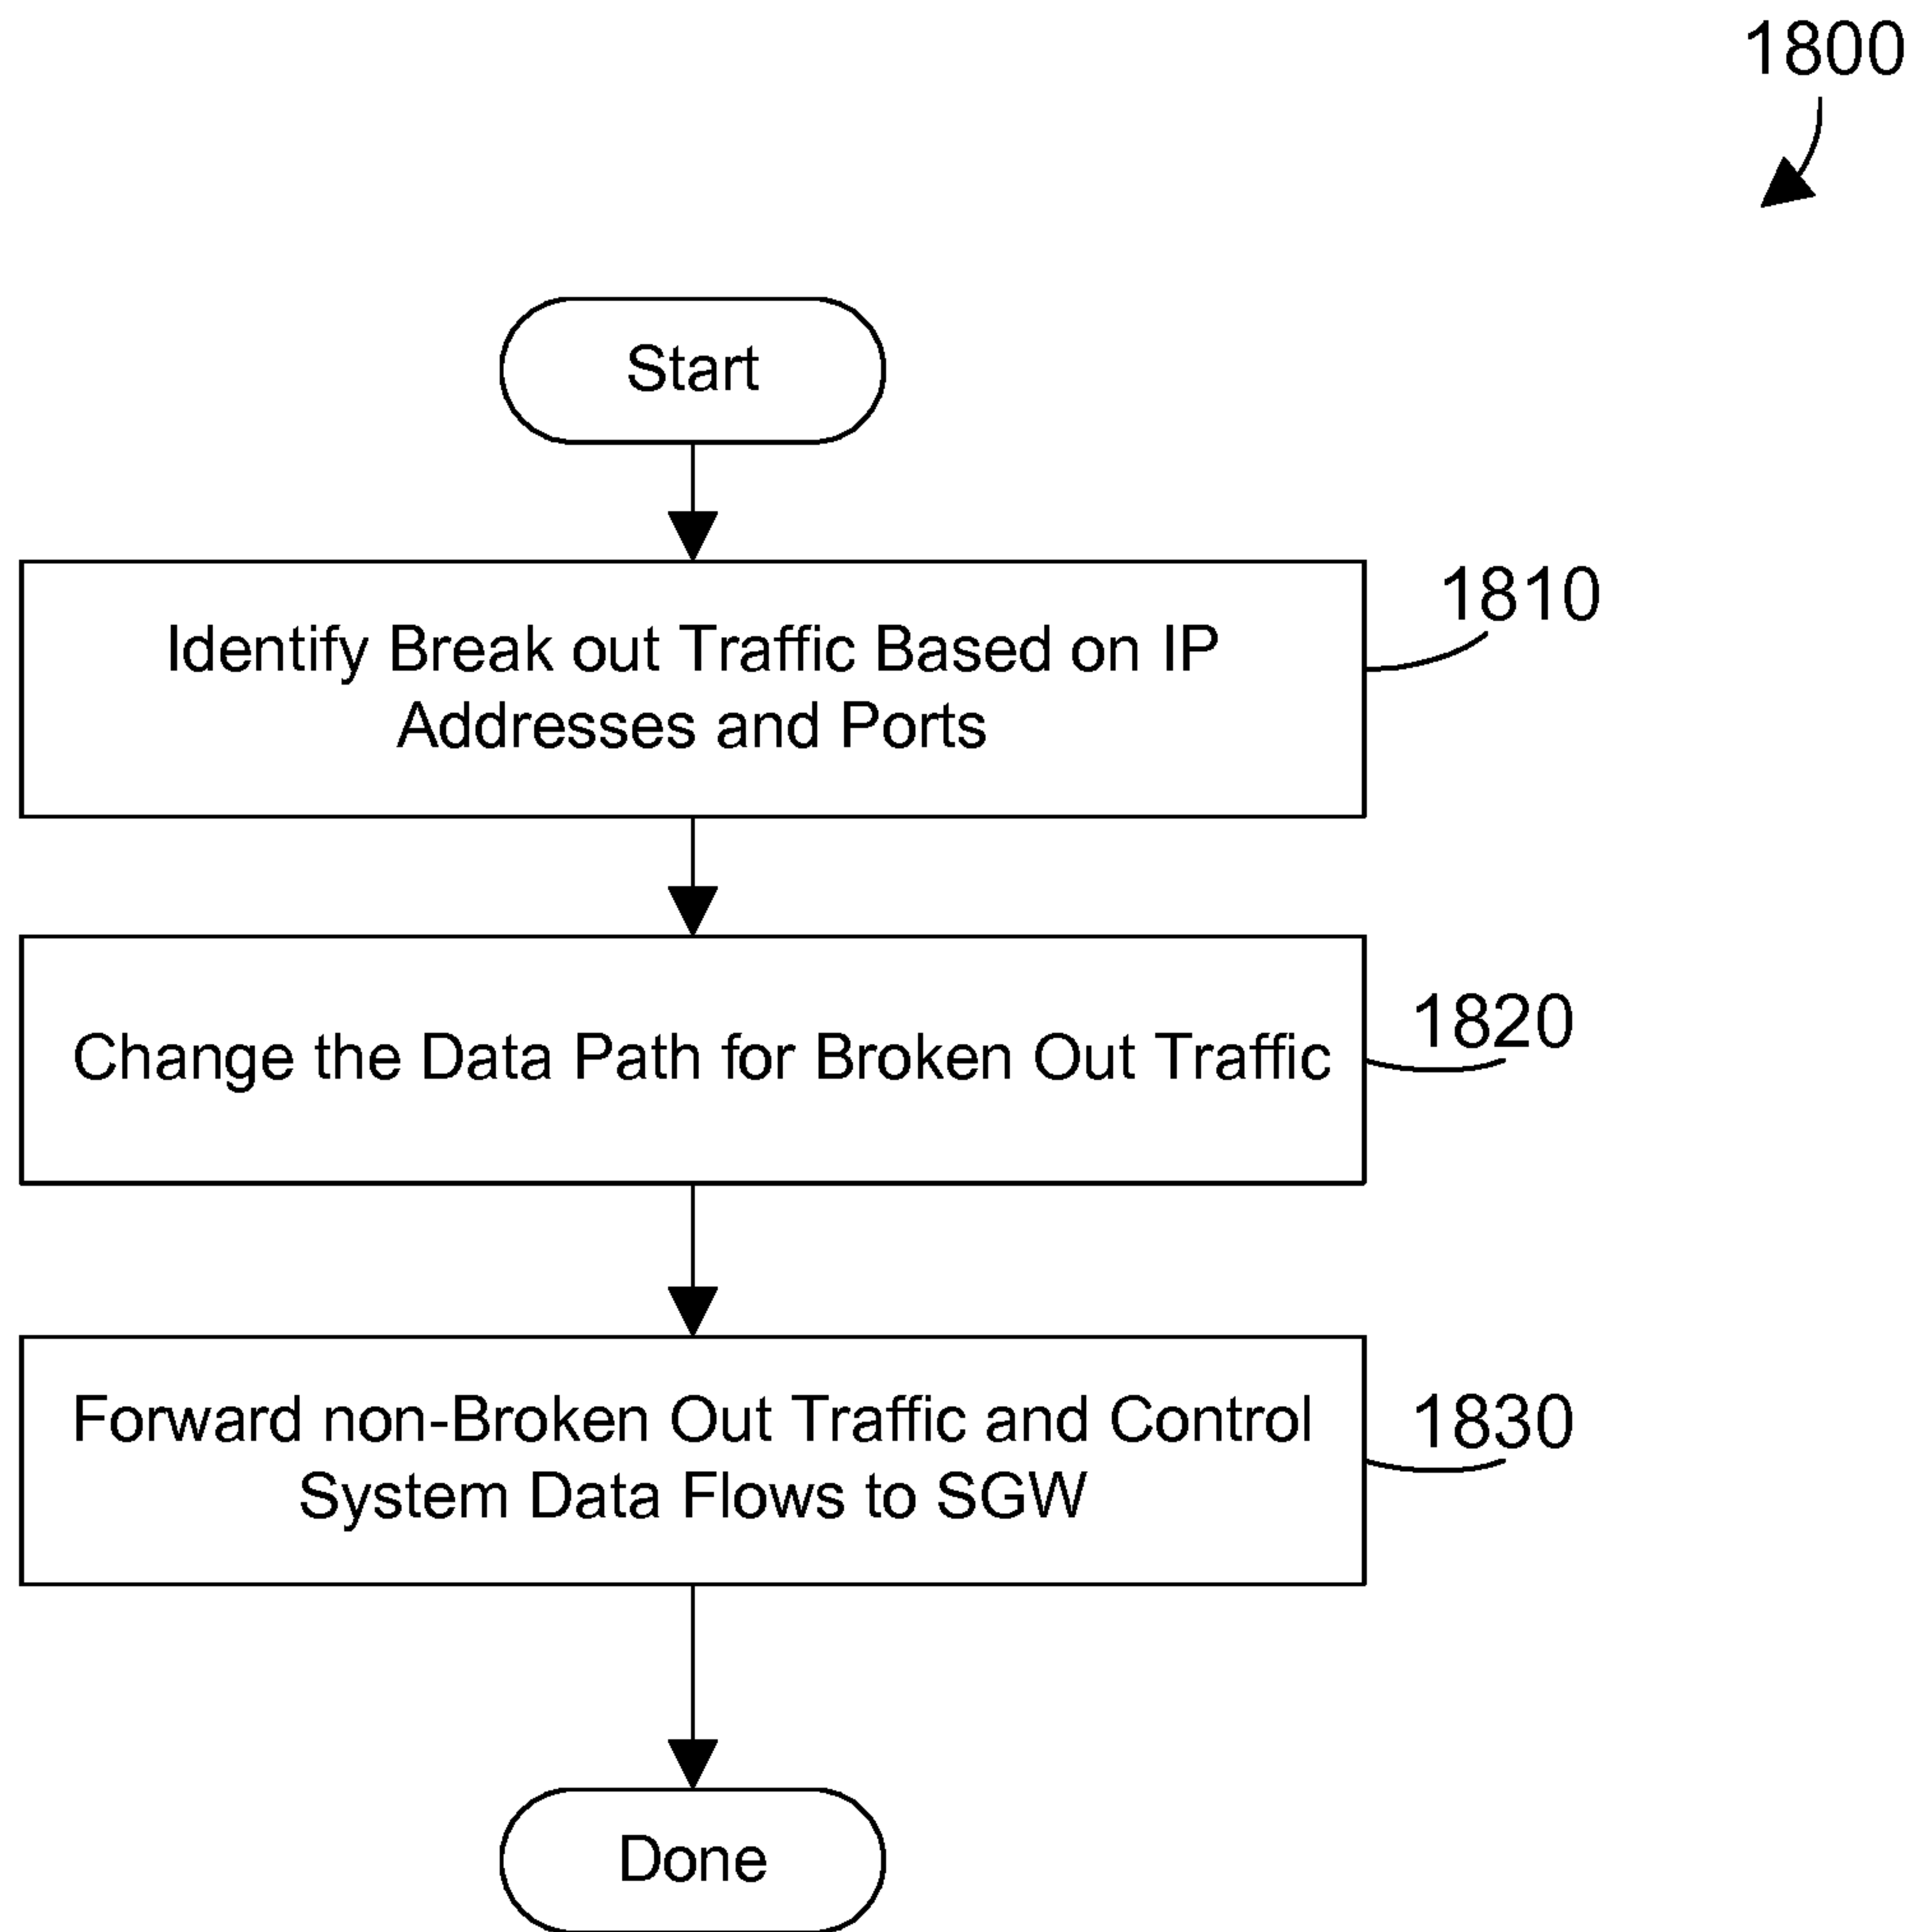 1800
Start
Identify Break out Traffic Based on IP
Addresses and Ports
1810
Change the Data Path for Broken Out Traffic
1820
Forward non-Broken Out Traffic and Control
System Data Flows to SGW
1830
Done